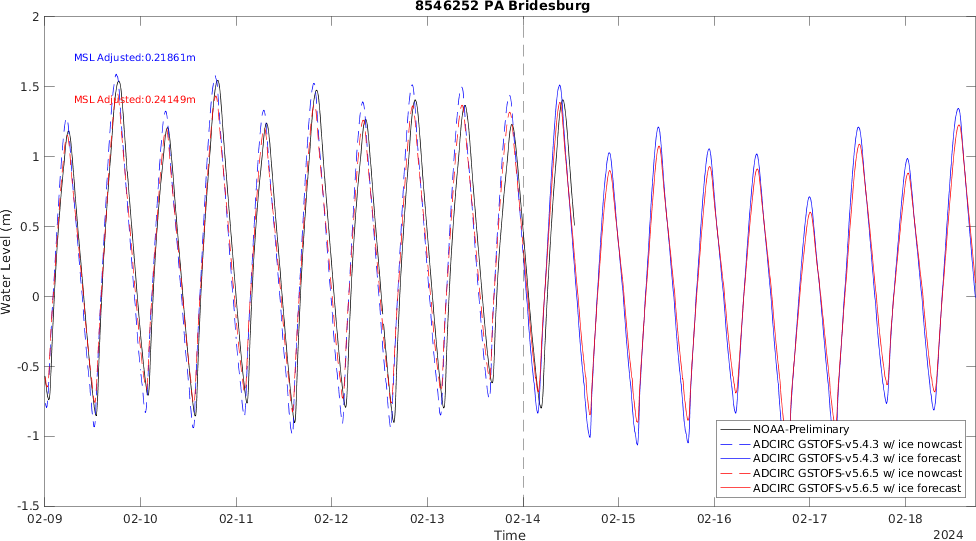 8546252 PA Bridesburg
MSL Adjusted:0.21861m
MSL Adjusted:0.24149m
Water Level (m)
2
1.5
1
0.5
0
-0.5
-1
-1.5
NOAA-Preliminary
ADCIRC GSTOFS-v5.4.3 w/ ice nowcast
ADCIRC GSTOFS-v5.4.3 w/ ice forecast
ADCIRC GSTOFS-v5.6.5 w/ ice nowcast
ADCIRC GSTOFS-v5.6.5 w/ ice forecast
02-09 02-10 02-11 02-12 02-13 02-14 02-15 02-16 02-17 02-18
Time
2024